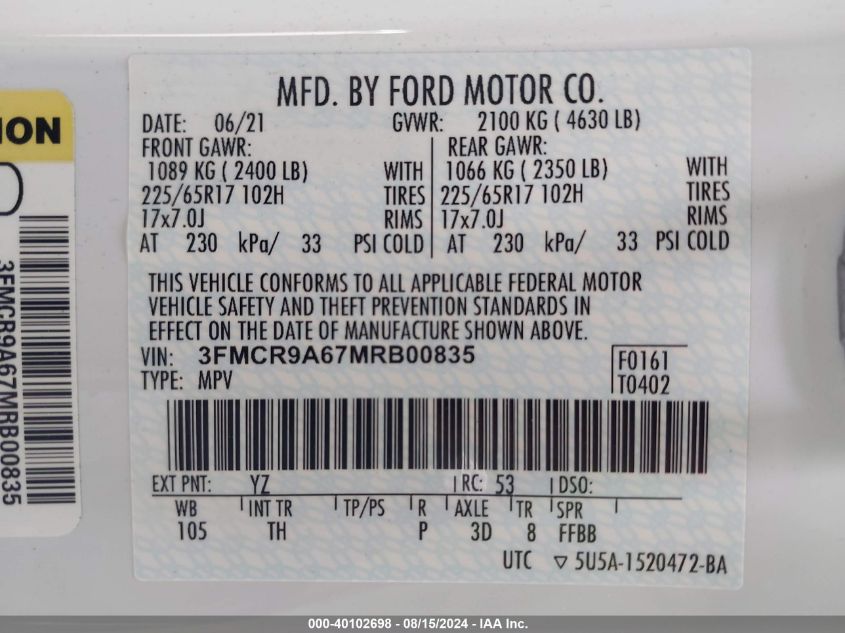 MFD. BY FORD MOTOR CO.
DATE: 06/21 GVWR: 2100 KG ( 4630 LB)
FRONT GAWR: REAR GAWR:
1089 KG ( 2400 LB) WITH 1066 KG ( 2350 LB) WITH
225/65R17 102H TIRES 225/65R17 102H TIRES
17x7.0J RIMS 17x7.0J RIMS
AT 230 kPa/ 33 PSI COLD AT 230 kPa/ 33 PSI COLD
THIS VEHICLE CONFORMS TO ALL APPLICABLE FEDERAL MOTOR
VEHICLE SAFETY AND THEFT PREVENTION STANDARDS IN
EFFECT ON THE DATE OF MANUFACTURE SHOWN ABOVE.
VIN: 3FMCR9A67MRB00835 F0161
TYPE: MPV T0402
EXT PNT: YZ RC: 53 DSO:
WB INT TR TP/PS R AXLE TR SPR
105 TH P 3D 8 FFBB
UTC ▽ 5U5A-1520472-BA
ION
3FMCR9A67MRB00835
000-40102698 - 08/15/2024 - IAA Inc.